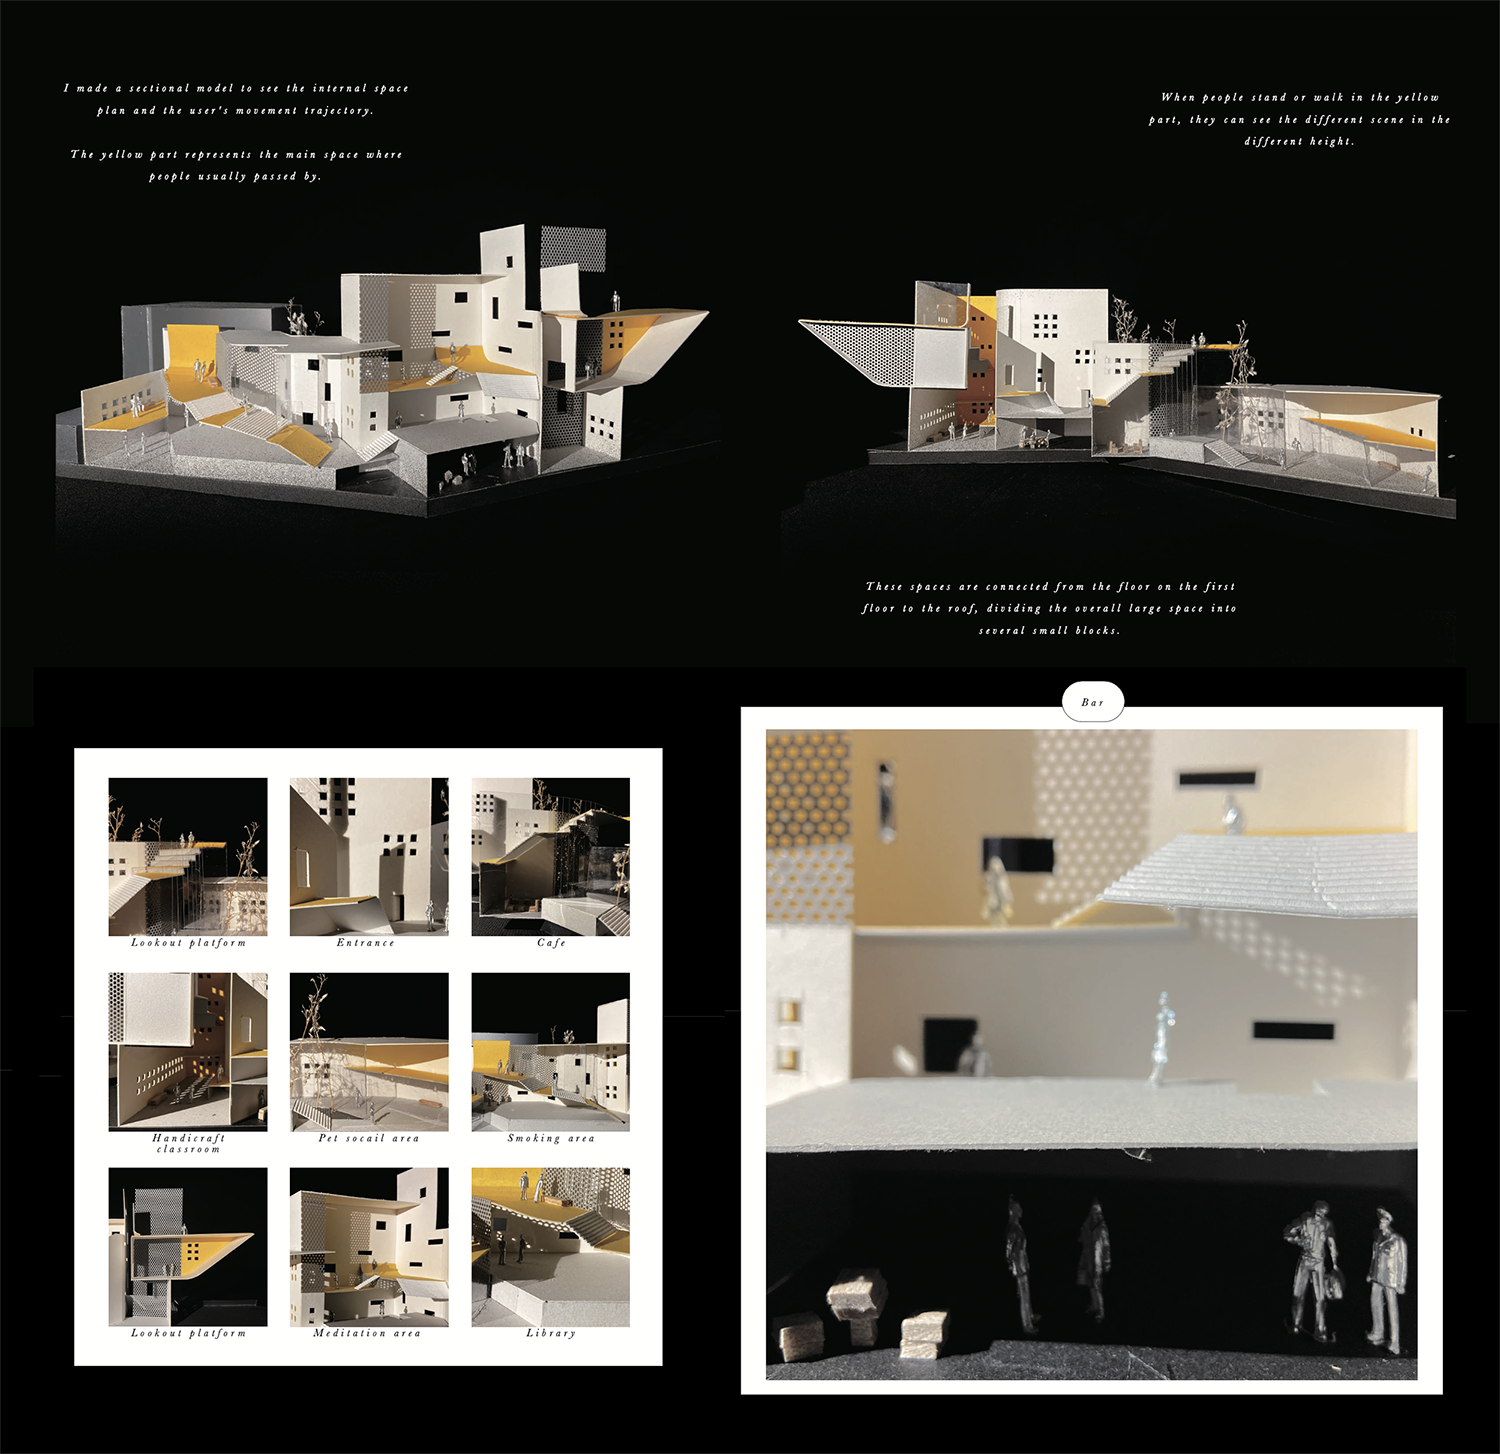 I made a sectional model to see the internal space
plan and the user's movement trajectory.
The yellow part represents the main space where
people usually passed by.
When people stand or walk in the yellow
part, they can see the different scene in the
different height.
These spaces are connected from the floor on the first
floor to the roof, dividing the overall large space into
several small blocks.
Bar
Lookout platform
Entrance
Cafe
Handicraft
classroom
Pet socail area
Smoking area
Lookout platform
Meditation area
Library